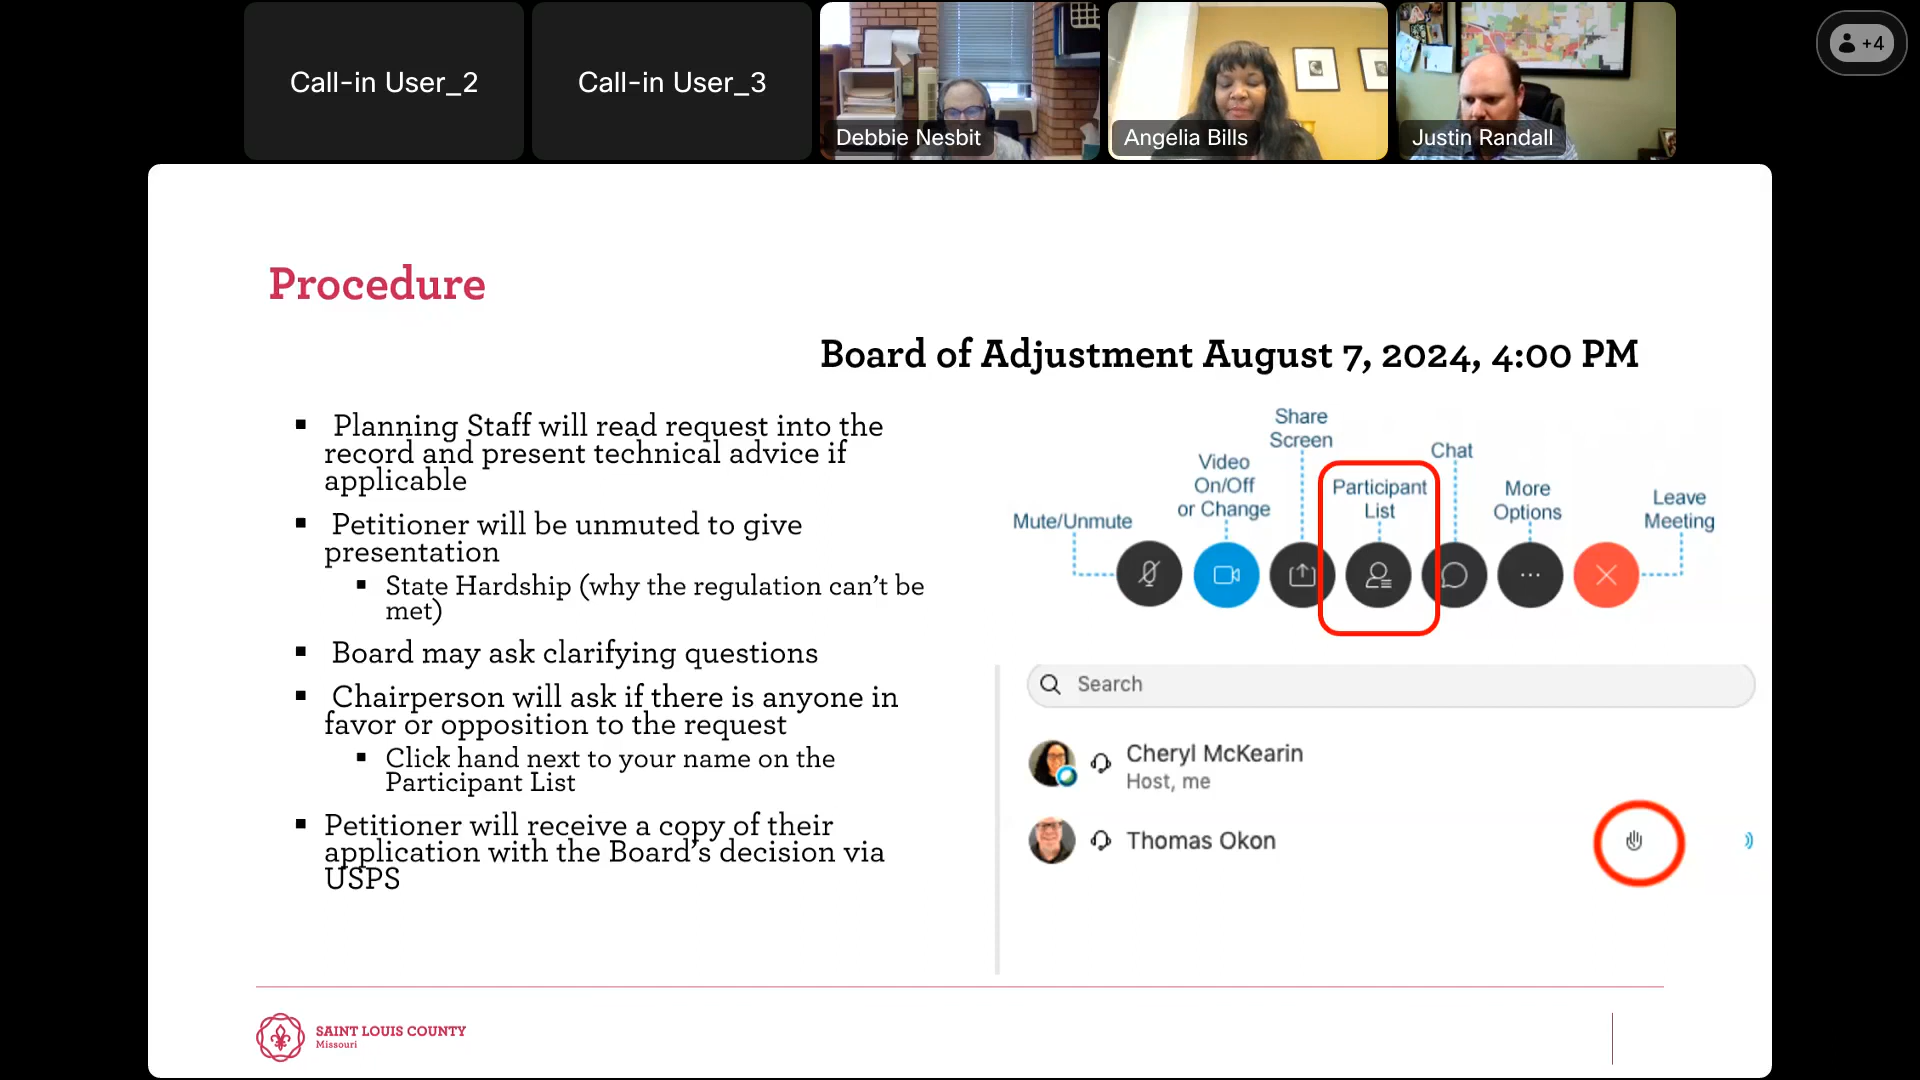 Call-in User_2
Call-in User_3
Debbie Nesbit
Angelia Bills
Justin Randall
+4
Procedure
Board of Adjustment August 7, 2024, 4:00 PM
▪ Planning Staff will read request into the
record and present technical advice if
applicable
▪ Petitioner will be unmuted to give
presentation
▪ State Hardship (why the regulation can't be
met)
▪ Board may ask clarifying questions
▪ Chairperson will ask if there is anyone in
favor or opposition to the request
▪ Click hand next to your name on the
Participant List
▪ Petitioner will receive a copy of their
application with the Board's decision via
USPS
Mute/Unmute
Video
On/Off
or Change
Share
Screen
Participant
List
Chat
More
Options
Leave
Meeting
Search
Cheryl McKearin
Host, me
Thomas Okon
SAINT LOUIS COUNTY
Missouri